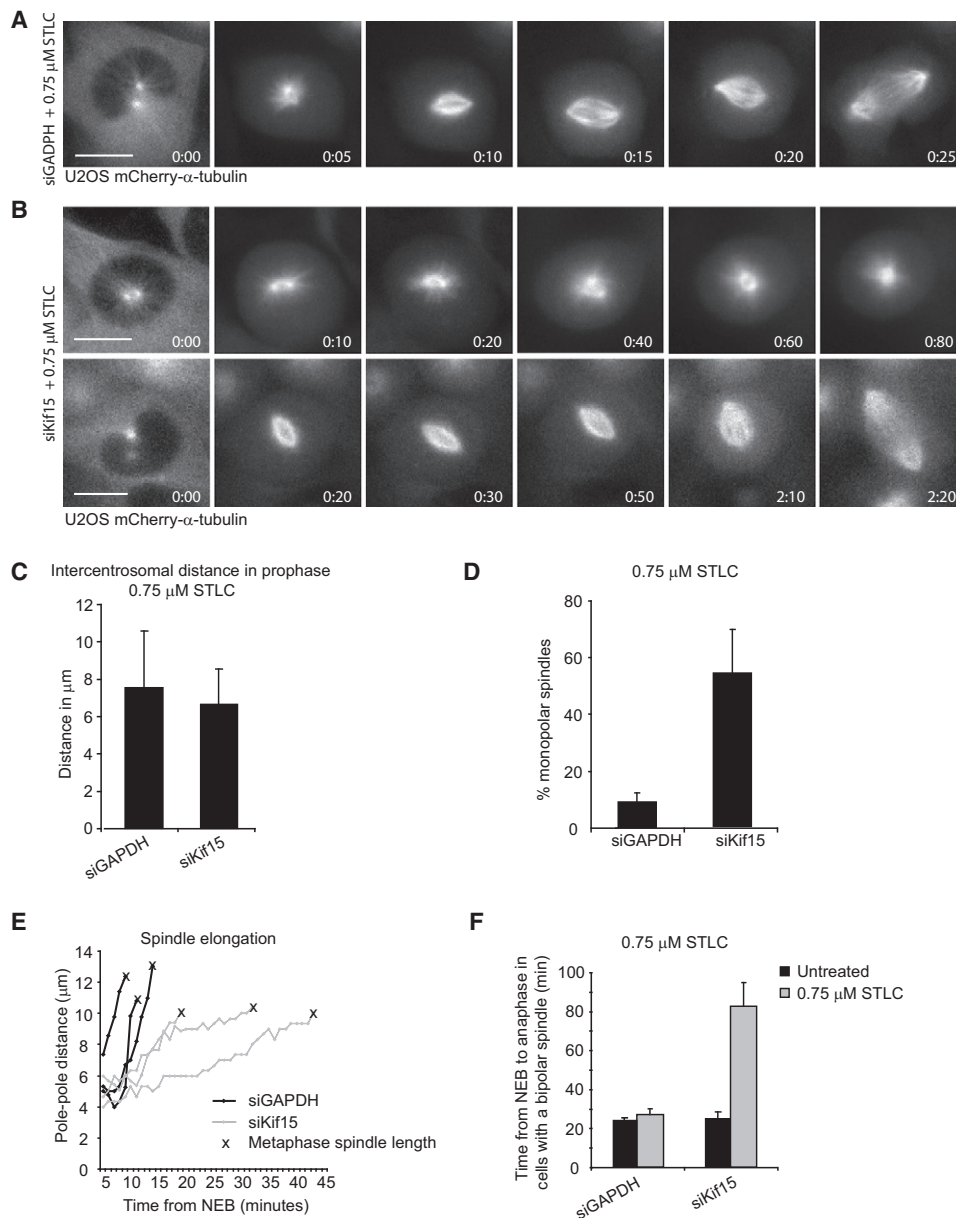 A
siGADPH + 0.75 μM STLC
0:00
0:05
0:10
0:15
0:20
0:25
U2OS mCherry-α-tubulin
B
siKif15 + 0.75 μM STLC
0:00
0:10
0:20
0:40
0:60
0:80
0:00
0:20
0:30
0:50
2:10
2:20
U2OS mCherry-α-tubulin
C
Intercentrosomal distance in prophase
0.75 μM STLC
Distance in μm
12
10
8
6
4
2
0
siGAPDH
siKif15
D
0.75 μM STLC
% monopolar spindles
80
60
40
20
0
siGAPDH
siKif15
E
Spindle elongation
Pole-pole distance (μm)
14
12
10
8
6
4
2
0
x
x
x
x
x
x
siGAPDH
siKif15
x Metaphase spindle length
5 10 15 20 25 30 35 40 45
Time from NEB (minutes)
F
0.75 μM STLC
Time from NEB to anaphase in
cells with a bipolar spindle (min)
100
80
60
40
20
0
Untreated
0.75 μM STLC
siGAPDH
siKif15